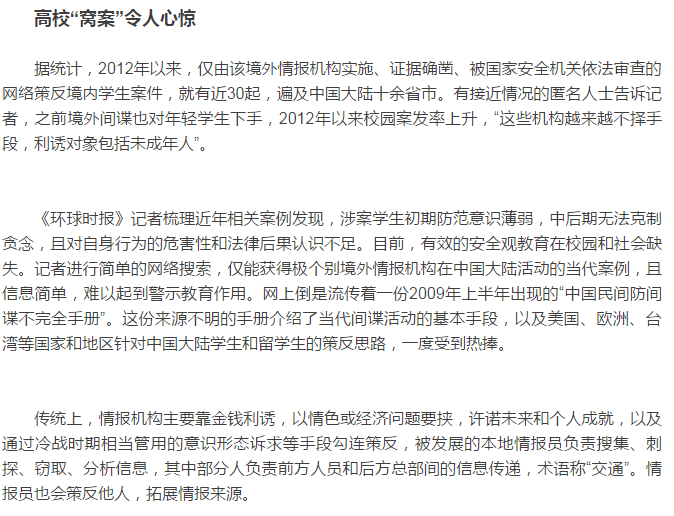 高校“窝案”令人心惊
据统计，2012年以来，仅由该境外情报机构实施、证据确凿、被国家安全机关依法审查的
网络策反境内学生案件，就有近30起，遍及中国大陆十余省市。有接近情况的匿名人士告诉记
者，之前境外间谍也对年轻学生下手，2012年以来校园案发率上升，“这些机构越来越不择手
段，利诱对象包括未成年人”。
《环球时报》记者梳理近年相关案例发现，涉案学生初期防范意识薄弱，中后期无法克制
贪念，且对自身行为的危害性和法律后果认识不足。目前，有效的安全观教育在校园和社会缺
失。记者进行简单的网络搜索，仅能获得极个别境外情报机构在中国大陆活动的当代案例，且
信息简单，难以起到警示教育作用。网上倒是流传着一份2009年上半年出现的“中国民间防间
谍不完全手册”。这份来源不明的手册介绍了当代间谍活动的基本手段，以及美国、欧洲、台
湾等国家和地区针对中国大陆学生和留学生的策反思路，一度受到热捧。
传统上，情报机构主要靠金钱利诱，以情色或经济问题要挟，许诺未来和个人成就，以及
通过冷战时期相当管用的意识形态诉求等手段勾连策反，被发展的本地情报员负责搜集、刺
探、窃取、分析信息，其中部分人负责前方人员和后方总部间的信息传递，术语称“交通”。情
报员也会策反他人，拓展情报来源。